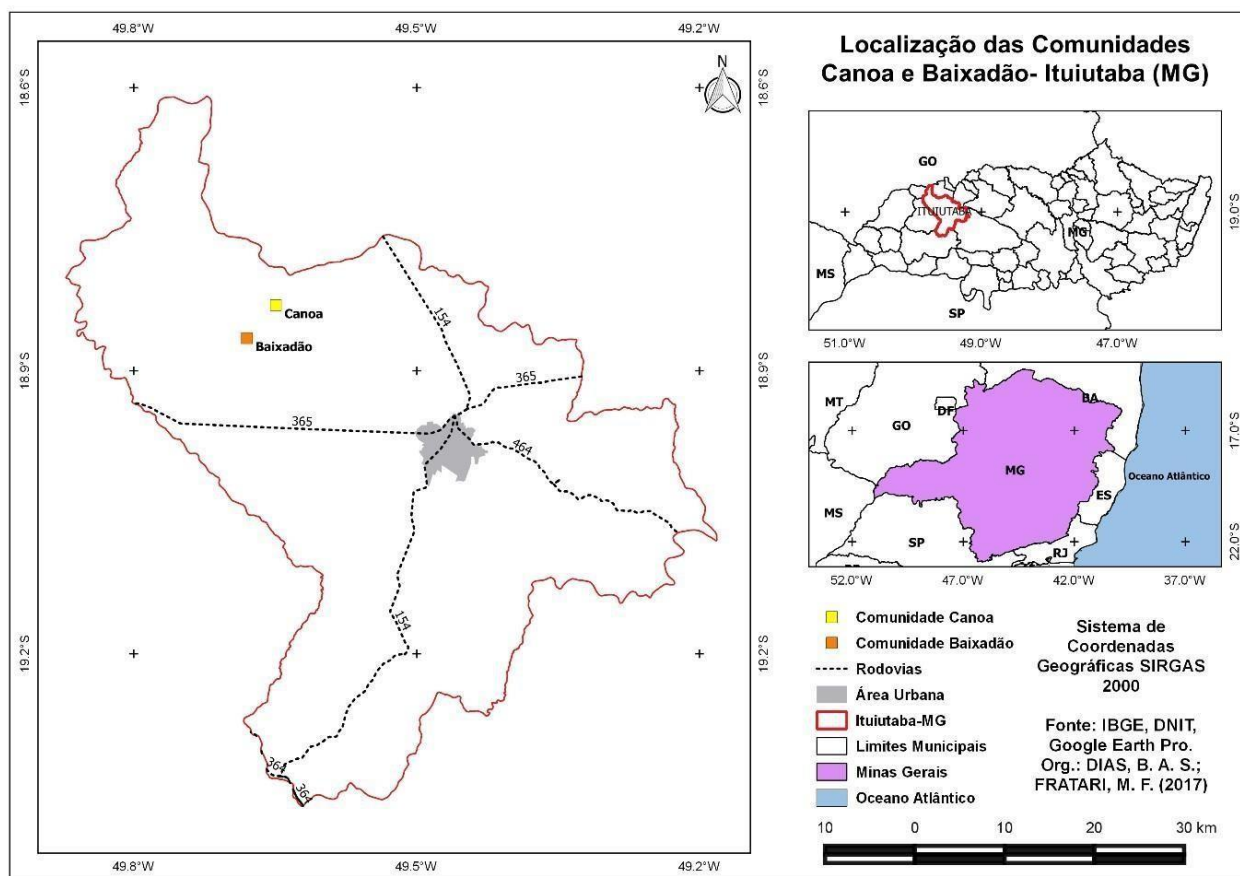 49.8°W
49.5°W
49.2°W
18.6°S
18.6°S
N
154
Canoa
Baixadão
18.9°S
18.9°S
365
365
464
154
19.2°S
19.2°S
364
364
49.8°W
49.5°W
49.2°W
Localização das Comunidades
Canoa e Baixadão- Ituiutaba (MG)
GO
ITUIUTABA
MG
MS
SP
19.0°S
51.0°W
49.0°W
47.0°W
MT
GO
DF
BA
17.0°S
MG
Oceano Atlântico
ES
MS
SP
RJ
22.0°S
52.0°W
47.0°W
42.0°W
37.0°W
Comunidade Canoa
Comunidade Baixadão
Rodovias
Área Urbana
Ituiutaba-MG
Limites Municipais
Minas Gerais
Oceano Atlântico
Sistema de
Coordenadas
Geográficas SIRGAS
2000
Fonte: IBGE, DNIT,
Google Earth Pro.
Org.: DIAS, B. A. S.;
FRATARI, M. F. (2017)
10
0
10
20
30 km